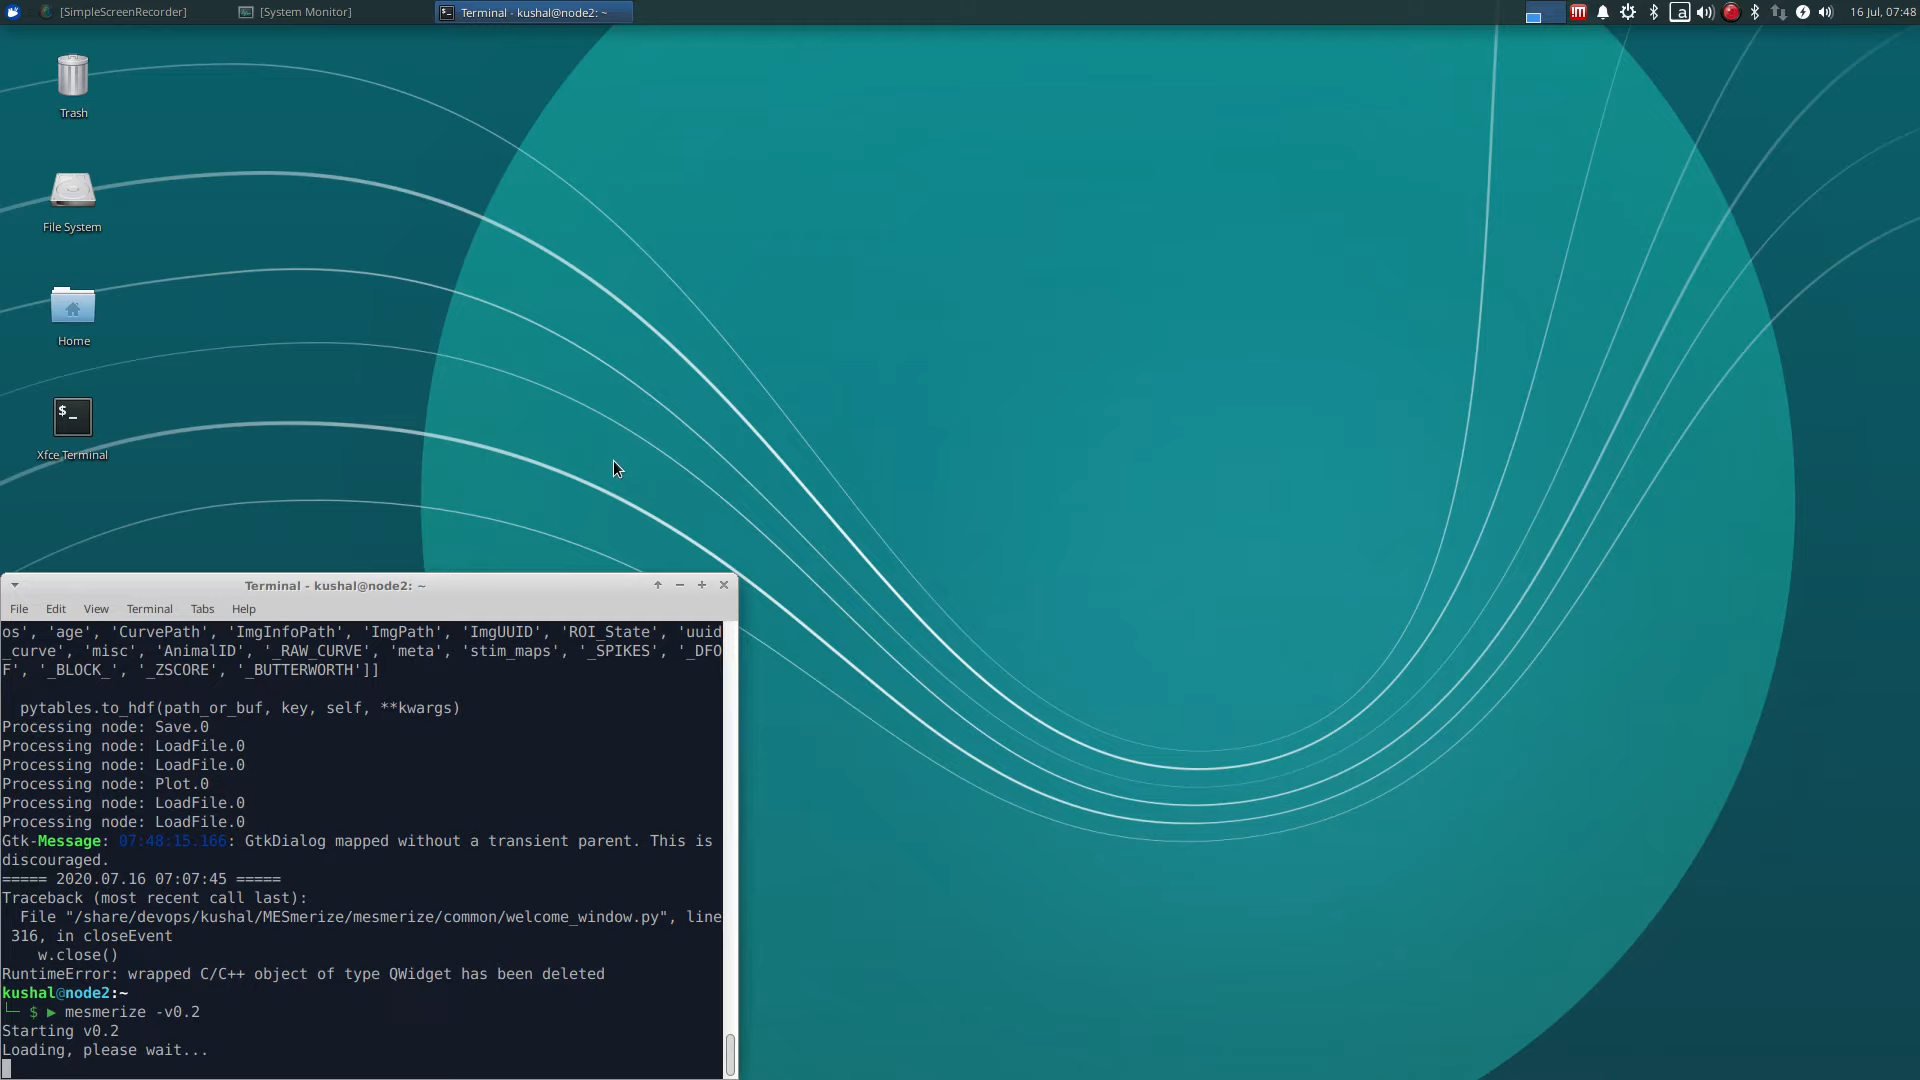 [SimpleScreenRecorder]
[System Monitor]
Terminal - kushal@node2: ~
16 Jul, 07:48
Trash
File System
Home
$_
Xfce Terminal
Terminal - kushal@node2: ~
File Edit View Terminal Tabs Help
os', 'age', 'CurvePath', 'ImgInfoPath', 'ImgPath', 'ImgUUID', 'ROI_State', 'uuid
_curve', 'misc', 'AnimalID', '_RAW_CURVE', 'meta', 'stim_maps', '_SPIKES', '_DFO
F', '_BLOCK_', '_ZSCORE', '_BUTTERWORTH']]
pytables.to_hdf(path_or_buf, key, self, **kwargs)
Processing node: Save.0
Processing node: LoadFile.0
Processing node: LoadFile.0
Processing node: Plot.0
Processing node: LoadFile.0
Processing node: LoadFile.0
Gtk-Message: 07:48:15.166: GtkDialog mapped without a transient parent. This is
discouraged.
===== 2020.07.16 07:07:45 =====
Traceback (most recent call last):
File "/share/devops/kushal/MESmerize/mesmerize/common/welcome_window.py", line
316, in closeEvent
w.close()
RuntimeError: wrapped C/C++ object of type QWidget has been deleted
kushal@node2:~
└─ $ ▶ mesmerize -v0.2
Starting v0.2
Loading, please wait...